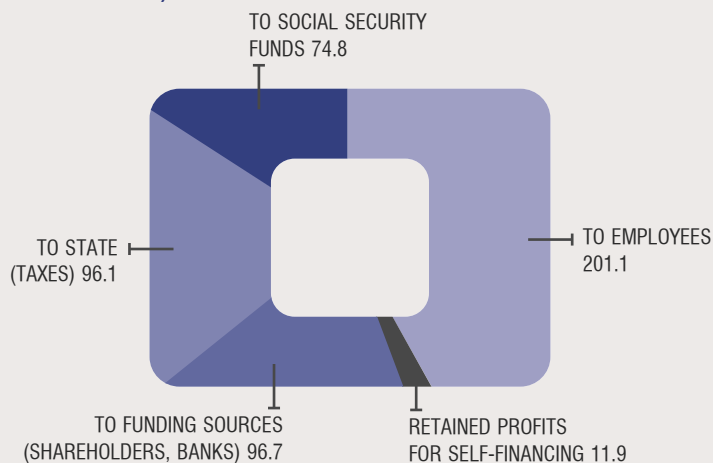 TO SOCIAL SECURITY
FUNDS 74.8
TO EMPLOYEES
201.1
TO STATE
(TAXES) 96.1
TO FUNDING SOURCES
(SHAREHOLDERS, BANKS) 96.7
RETAINED PROFITS
FOR SELF-FINANCING 11.9